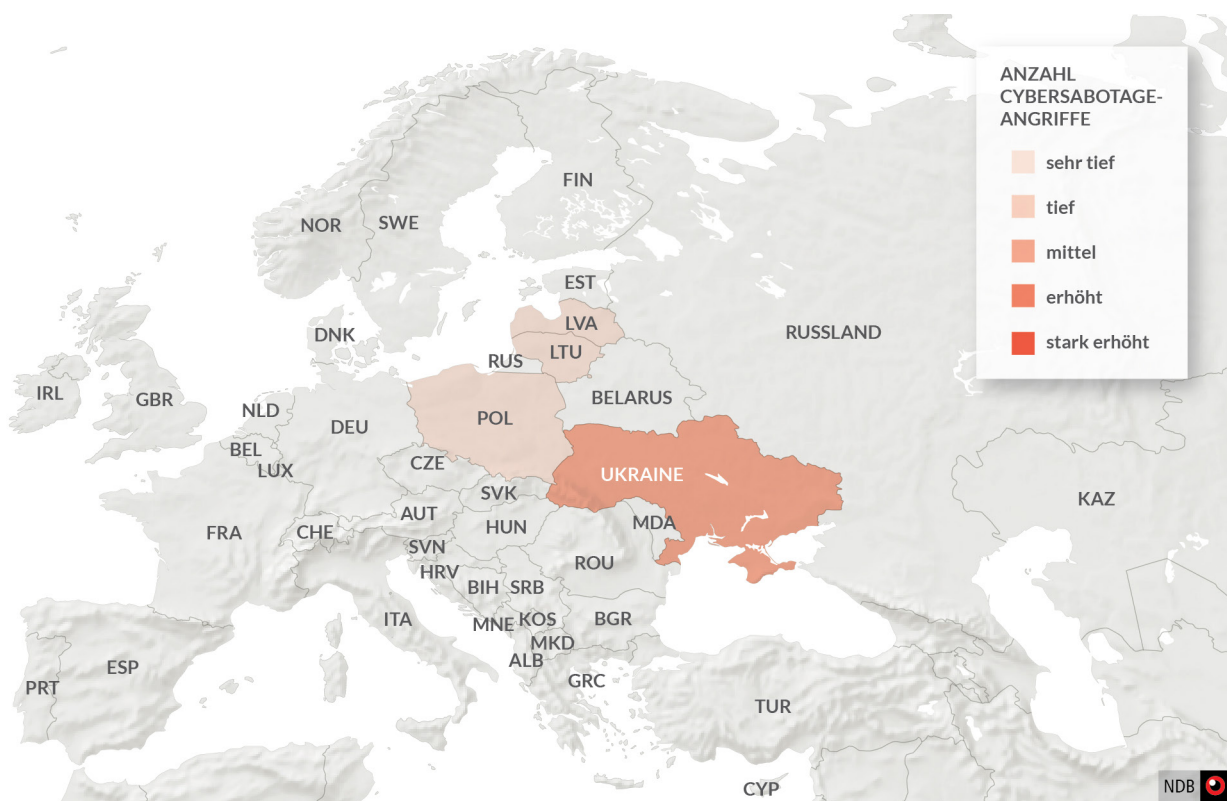 ANZAHL
CYBERSABOTAGE-
ANGRIFFE
sehr tief
tief
mittel
erhöht
stark erhöht
FIN
NOR
SWE
EST
LVA
DNK
RUSSLAND
LTU
RUS
IRL
GBR
BELARUS
NLD
POL
DEU
BEL
CZE
LUX
UKRAINE
SVK
KAZ
AUT
MDA
FRA
CHE
HUN
SVN
ROU
HRV
BIH
SRB
ITA
KOS
BGR
MNE
MKD
ALB
ESP
GRC
PRT
TUR
CYP
NDB